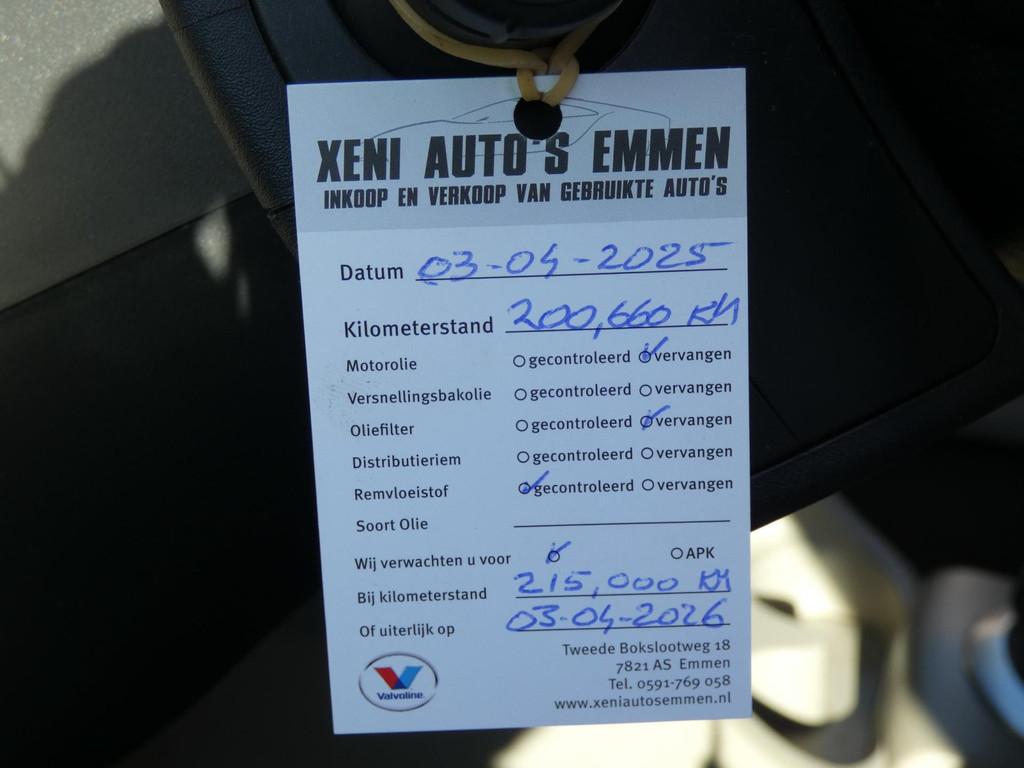 XENI AUTO'S EMMEN
INKOOP EN VERKOOP VAN GEBRUIKTE AUTO'S
Datum 03-04-2025
Kilometerstand 200,660 KM
Motorolie gecontroleerd vervangen
Versnellingsbakolie gecontroleerd vervangen
Oliefilter gecontroleerd vervangen
Distributieriem gecontroleerd vervangen
Remvloeistof gecontroleerd vervangen
Soort Olie
Wij verwachten u voor APK
Bij kilometerstand 215,000 KM
Of uiterlijk op 03-04-2026
Tweede Bokslootweg 18
7821 AS Emmen
Tel. 0591-769 058
www.xeniautosemmen.nl
Valvoline